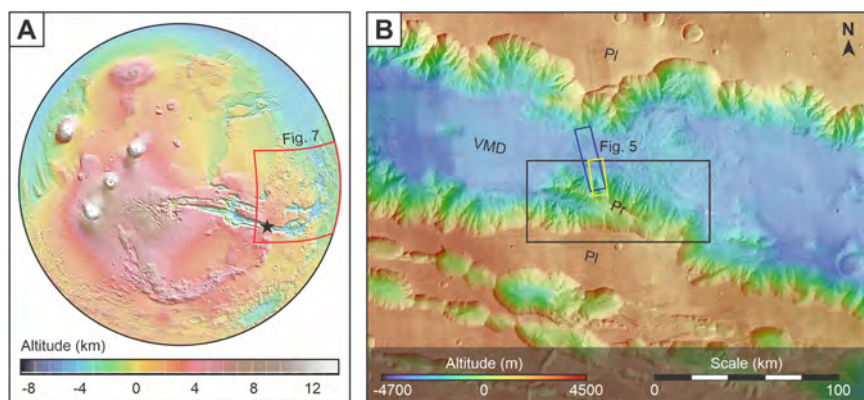 A
Fig. 7
Altitude (km)
-8 -4 0 4 8 12
B
N
Pl
VMD
Fig. 5
Pr
Pl
Altitude (m)
-4700 0 4500
Scale (km)
0 100